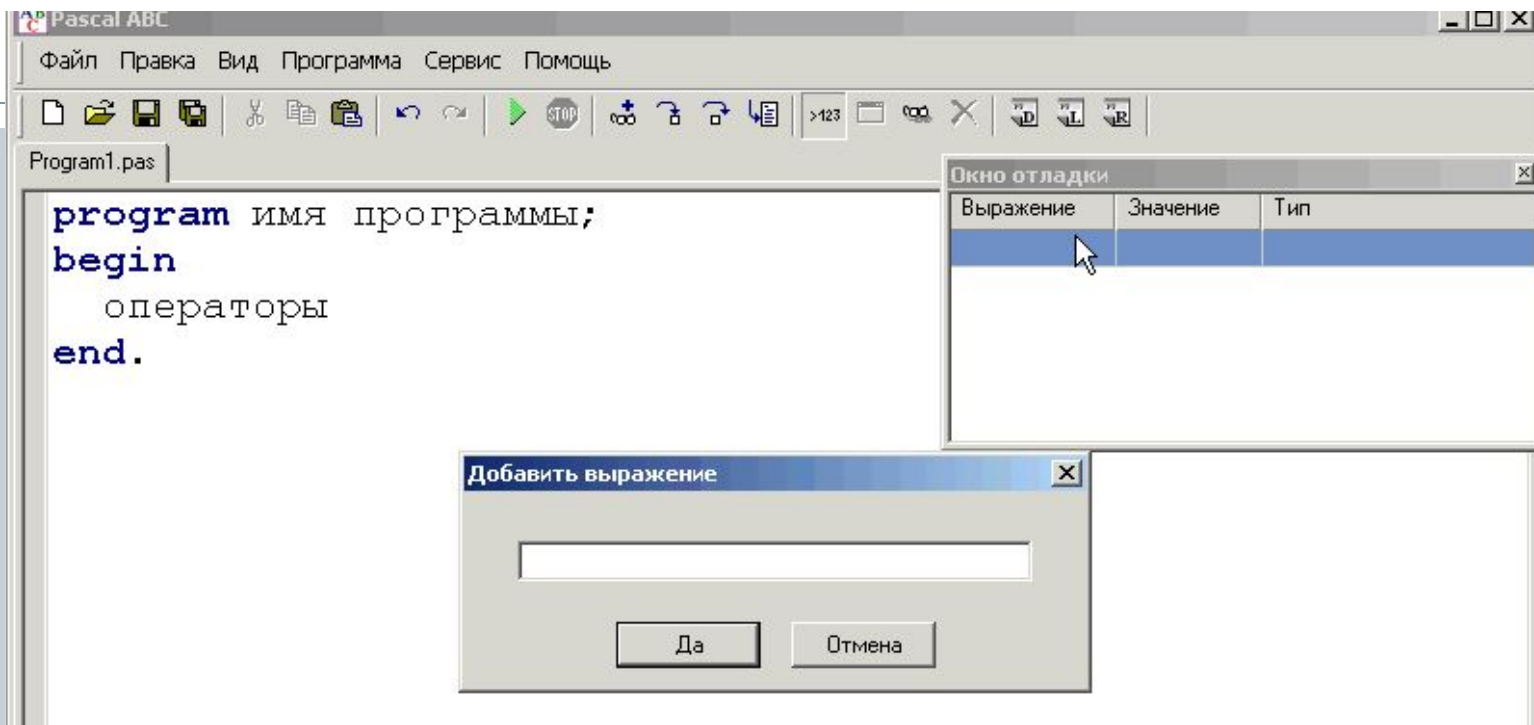 Pascal ABC
Файл Правка Вид Программа Сервис Помощь
STOP >123 D L R
Program1.pas
program имя программы;
begin
операторы
end.
Окно отладки
Выражение Значение Тип
Добавить выражение
Да Отмена